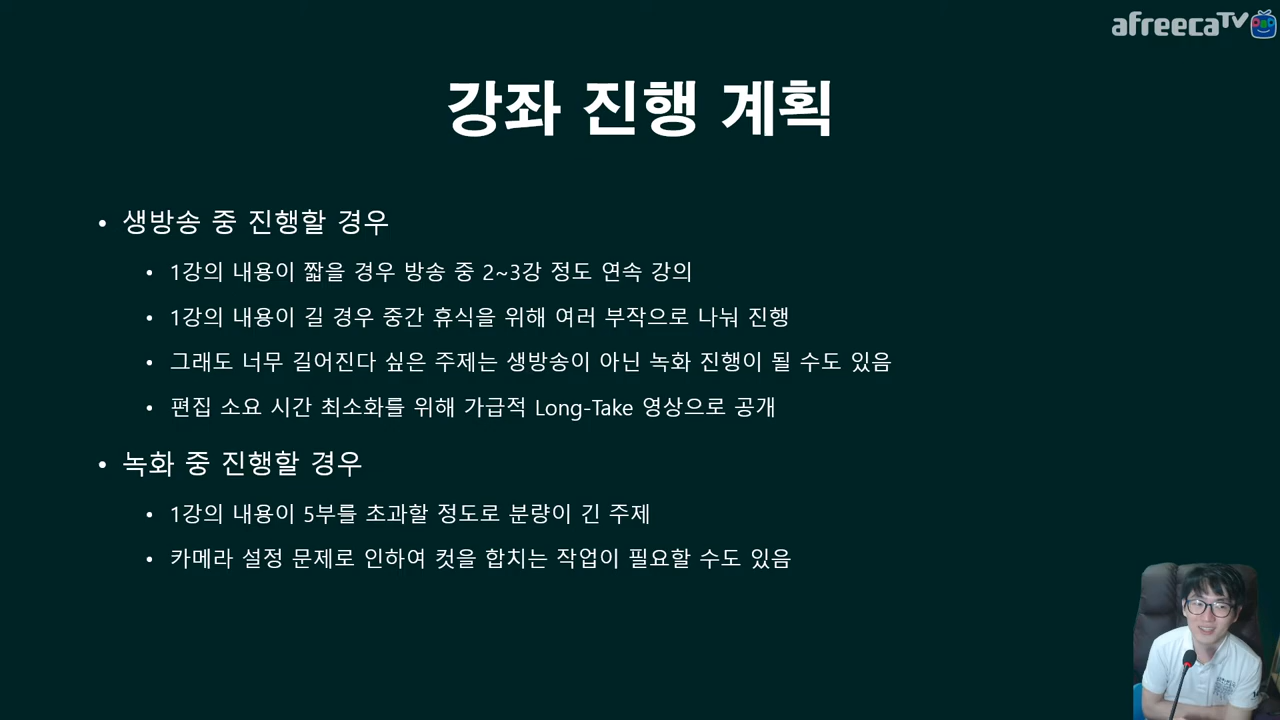 afreecaTV
강좌 진행 계획
• 생방송 중 진행할 경우
• 1강의 내용이 짧을 경우 방송 중 2~3강 정도 연속 강의
• 1강의 내용이 길 경우 중간 휴식을 위해 여러 부작으로 나눠 진행
• 그래도 너무 길어진다 싶은 주제는 생방송이 아닌 녹화 진행이 될 수도 있음
• 편집 소요 시간 최소화를 위해 가급적 Long-Take 영상으로 공개
• 녹화 중 진행할 경우
• 1강의 내용이 5부를 초과할 정도로 분량이 긴 주제
• 카메라 설정 문제로 인하여 컷을 합치는 작업이 필요할 수도 있음